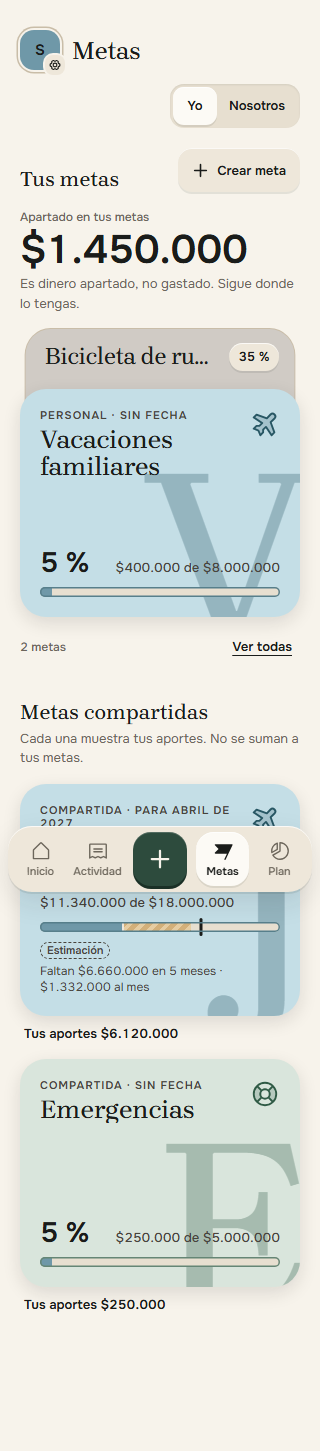 S
Metas
Yo
Nosotros
Tus metas
Crear meta
Apartado en tus metas
$1.450.000
Es dinero apartado, no gastado. Sigue donde
lo tengas.
Bicicleta de ru...
35 %
PERSONAL · SIN FECHA
Vacaciones
familiares
V
5 %
$400.000 de $8.000.000
2 metas
Ver todas
Metas compartidas
Cada una muestra tus aportes. No se suman a
tus metas.
COMPARTIDA · PARA ABRIL DE
2027
Inicio
Actividad
Metas
Plan
$11.340.000 de $18.000.000
J
Estimación
Faltan $6.660.000 en 5 meses ·
$1.332.000 al mes
Tus aportes $6.120.000
COMPARTIDA · SIN FECHA
Emergencias
E
5 %
$250.000 de $5.000.000
Tus aportes $250.000